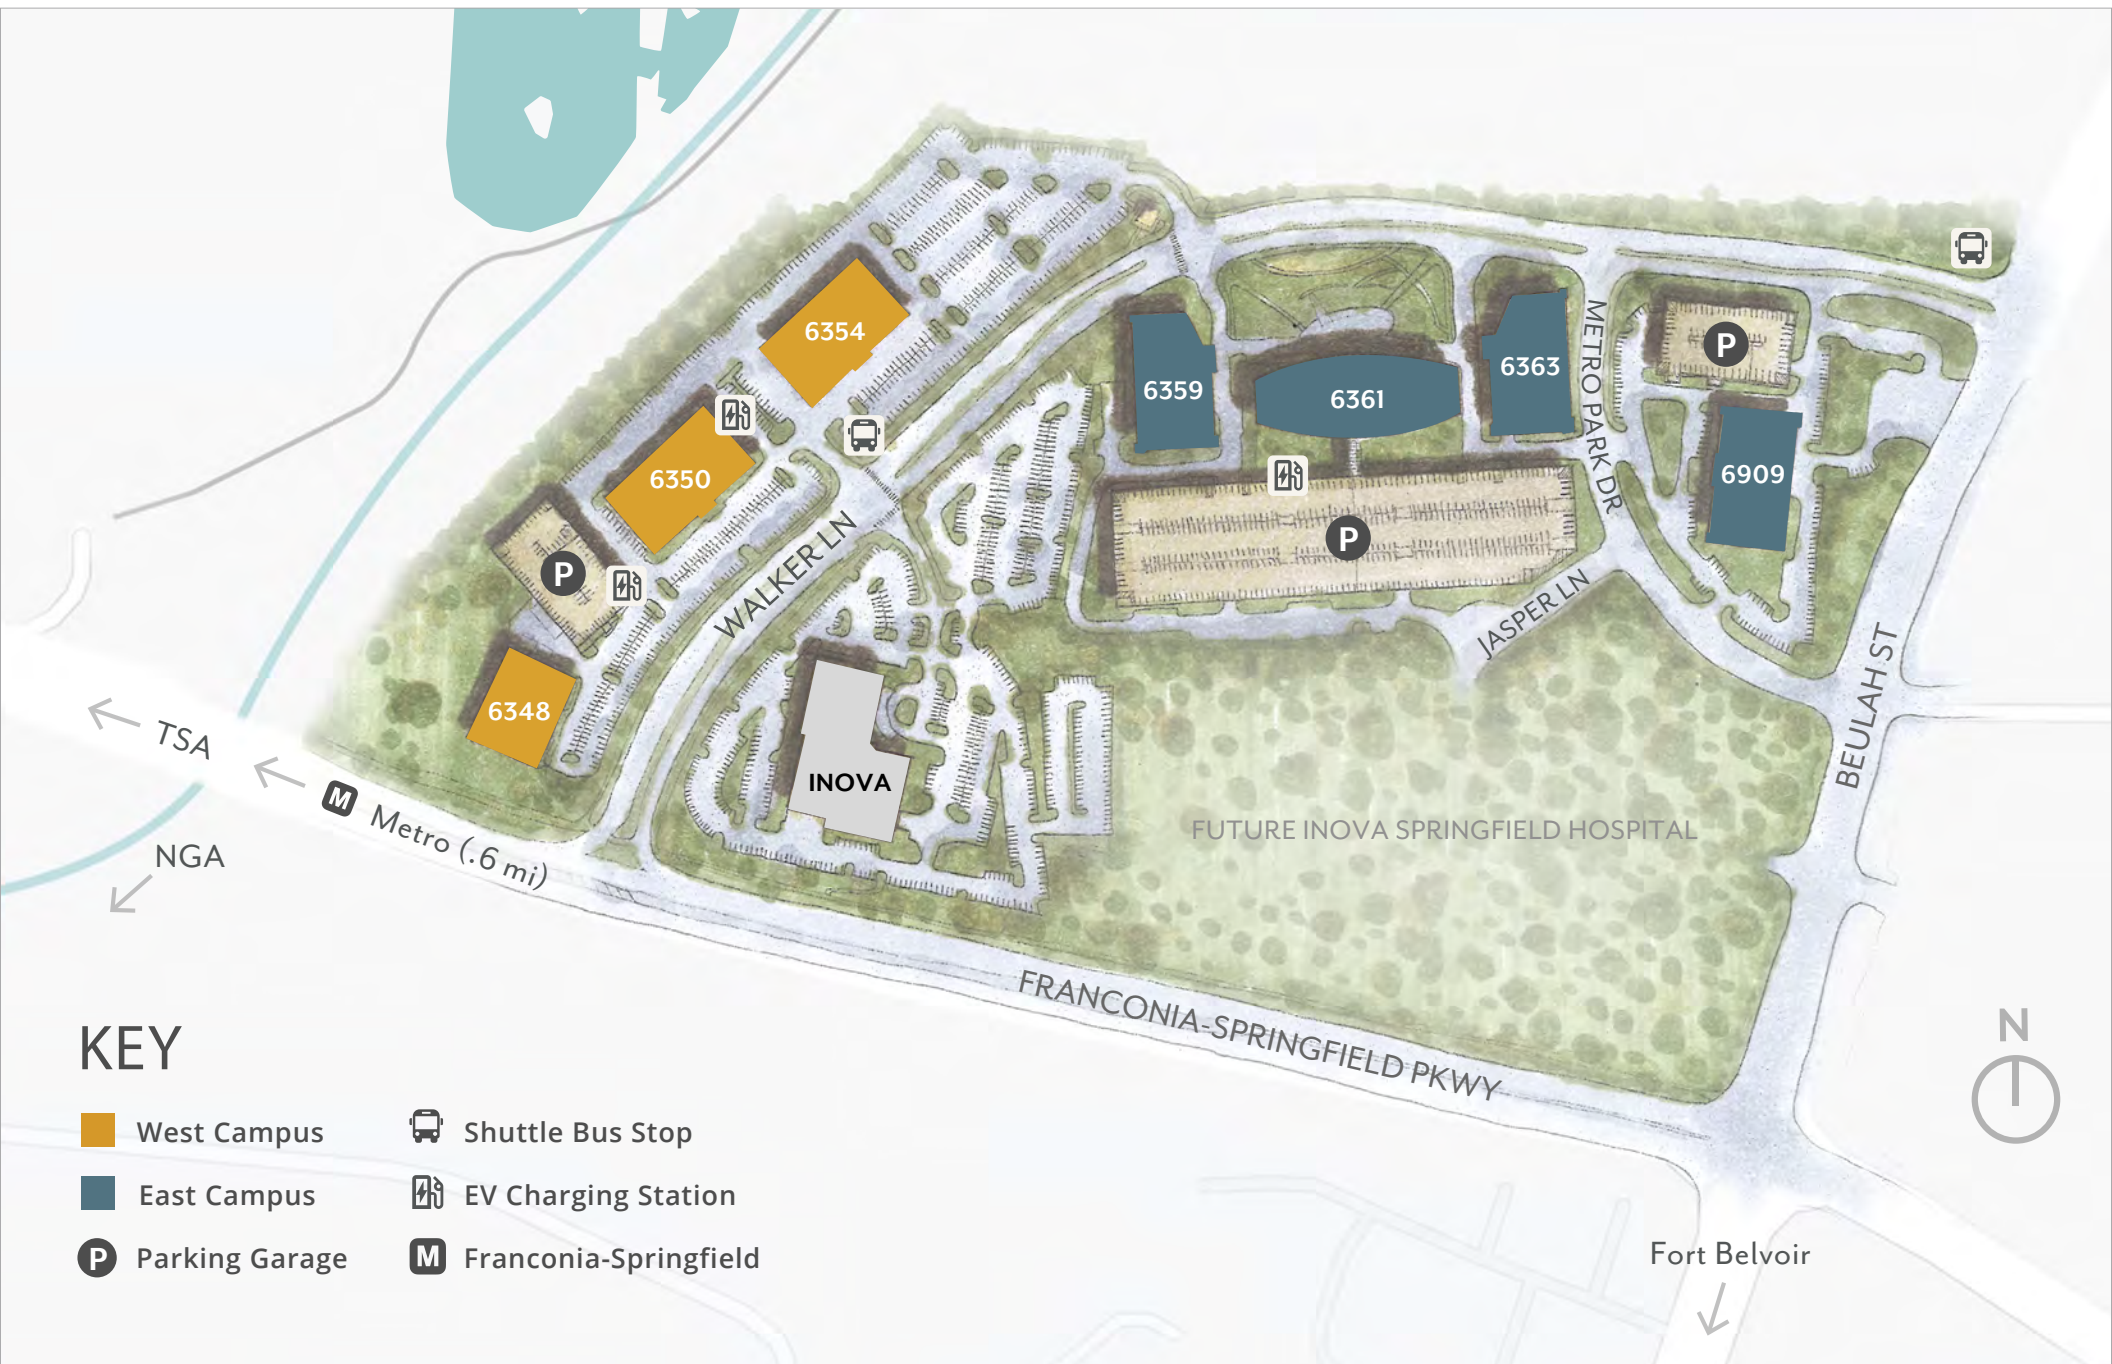 6354
6350
6348
P
WALKER LN
INOVA
6359
6361
6363
METRO PARK DR
P
6909
P
JASPER LN
BEULAH ST
FUTURE INOVA SPRINGFIELD HOSPITAL
FRANCONIA-SPRINGFIELD PKWY
TSA
M Metro (.6 mi)
NGA
Fort Belvoir
N
KEY
West Campus
East Campus
P Parking Garage
Shuttle Bus Stop
EV Charging Station
M Franconia-Springfield